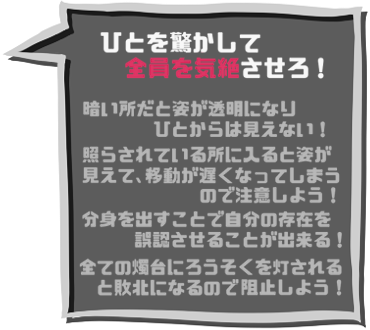 ひとを驚かして
全員を気絶させろ！
暗い所だと姿が透明になり
ひとからは見えない！
照らされている所に入ると姿が
見えて、移動が遅くなってしまう
ので注意しよう！
分身を出すことで自分の存在を
誤認させることが出来る！
全ての燭台にろうそくを灯される
と敗北になるので阻止しよう！